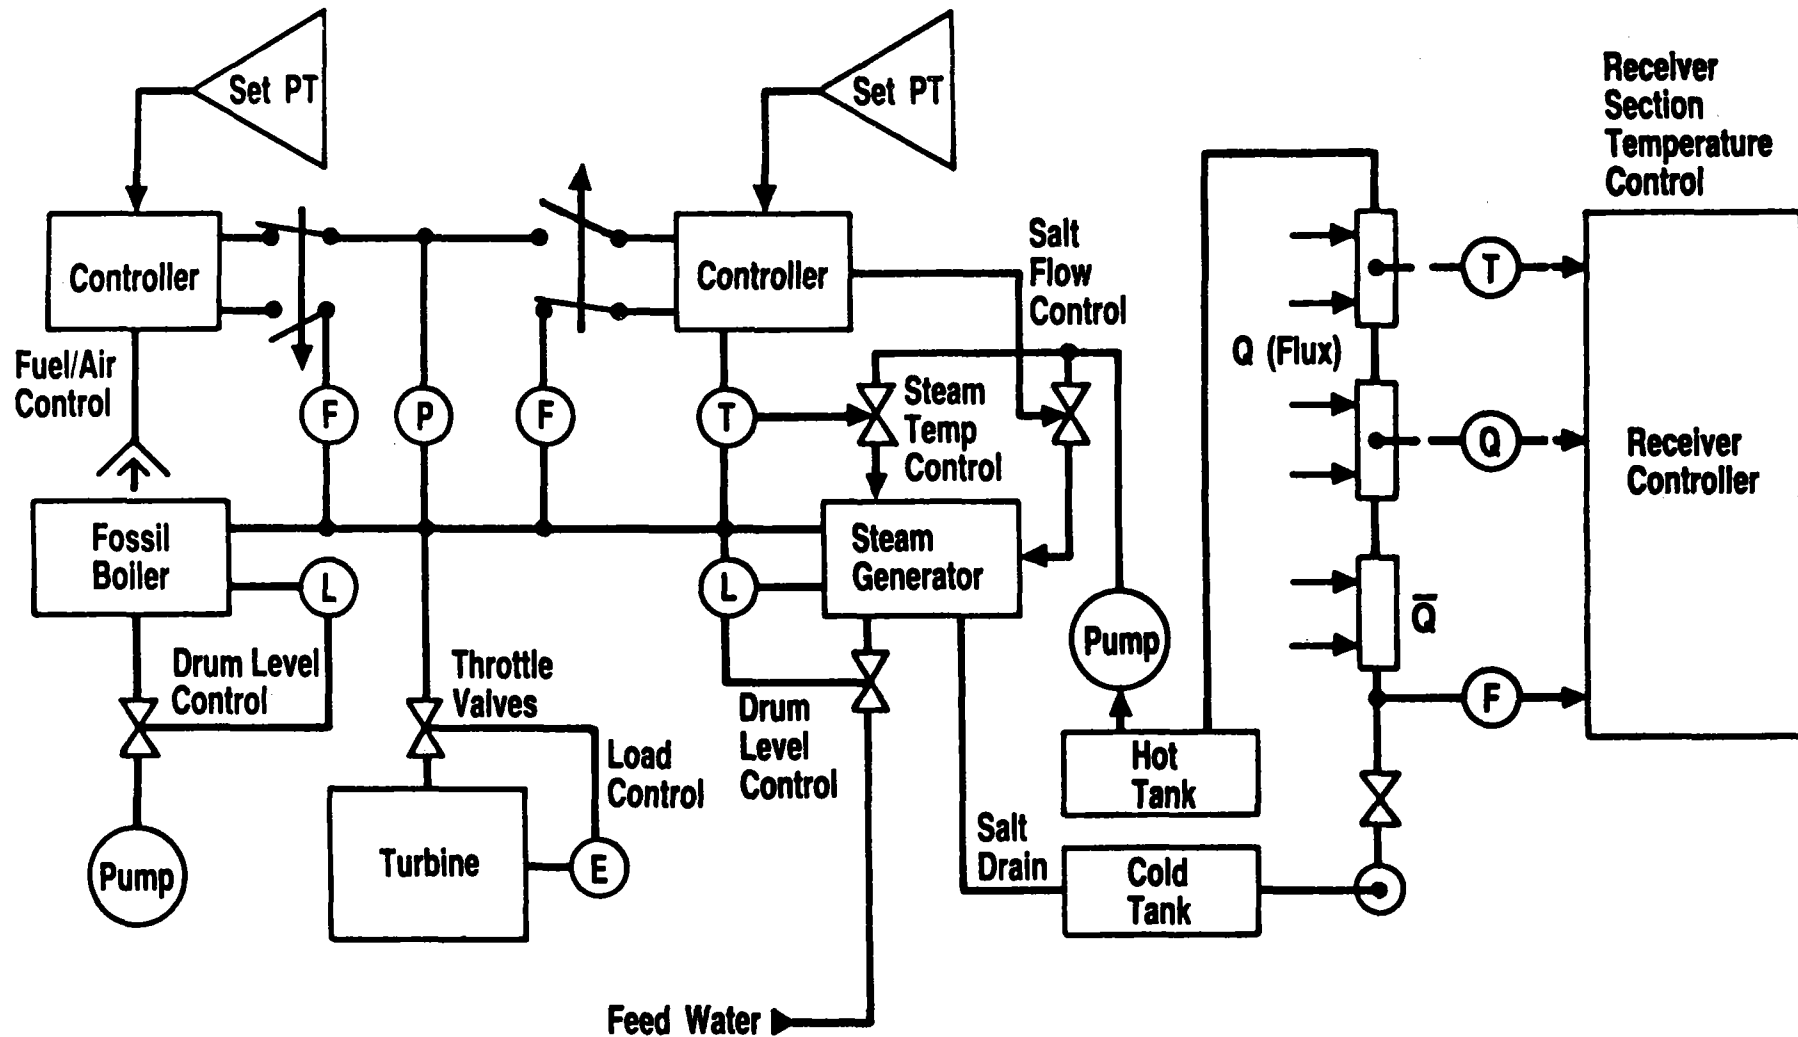 Set PT
Set PT
Receiver
Section
Temperature
Control
Controller
Controller
Salt
Flow
Control
T
Q (Flux)
Fuel/Air
Control
F
P
F
T
Steam
Temp
Control
Q
Receiver
Controller
Fossil
Boiler
L
L
Steam
Generator
Q̅
Pump
Drum Level
Control
Throttle
Valves
Drum
Level
Control
F
Load
Control
Hot
Tank
Pump
Turbine
E
Salt
Drain
Cold
Tank
Feed Water